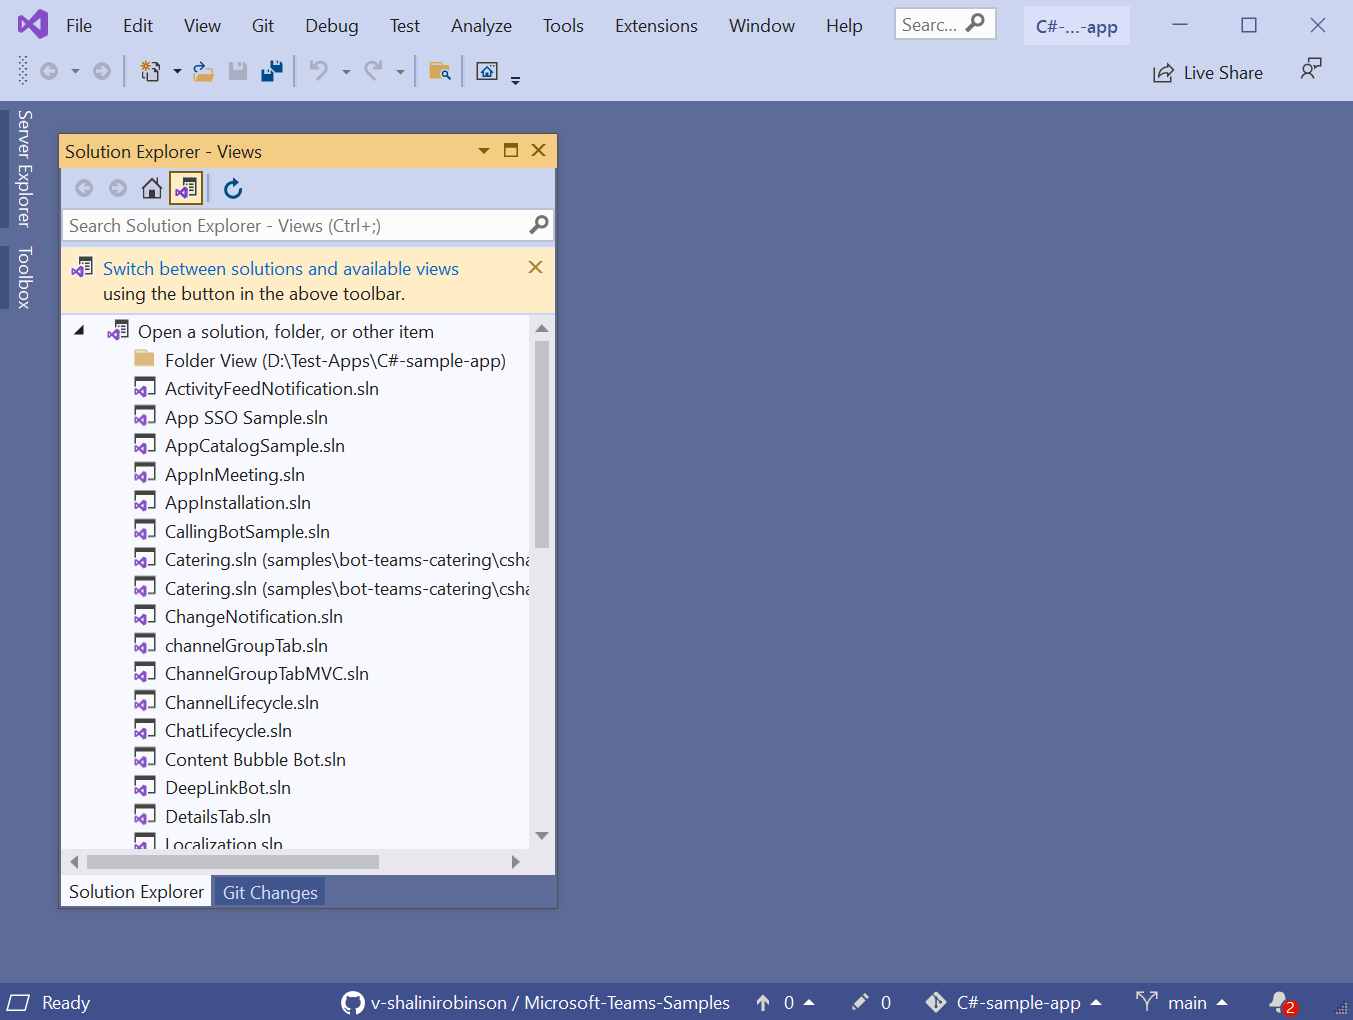 File Edit View Git Debug Test Analyze Tools Extensions Window Help Searc... C#-...-app
Live Share
Server Explorer
Toolbox
Solution Explorer - Views
Search Solution Explorer - Views (Ctrl+;)
Switch between solutions and available views
using the button in the above toolbar.
Open a solution, folder, or other item
Folder View (D:\Test-Apps\C#-sample-app)
ActivityFeedNotification.sln
App SSO Sample.sln
AppCatalogSample.sln
AppInMeeting.sln
AppInstallation.sln
CallingBotSample.sln
Catering.sln (samples\bot-teams-catering\csha
Catering.sln (samples\bot-teams-catering\csha
ChangeNotification.sln
channelGroupTab.sln
ChannelGroupTabMVC.sln
ChannelLifecycle.sln
ChatLifecycle.sln
Content Bubble Bot.sln
DeepLinkBot.sln
DetailsTab.sln
Localization.sln
Solution Explorer Git Changes
Ready v-shalinirobinson / Microsoft-Teams-Samples 0 0 C#-sample-app main 2